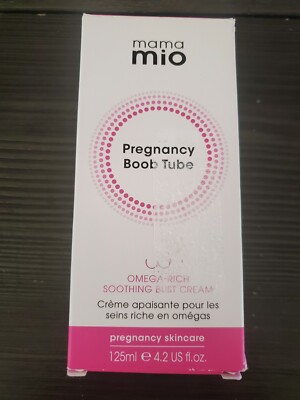 mama
mio
Pregnancy
Boob Tube
OMEGA-RICH
SOOTHING BUST CREAM
Crème apaisante pour les
seins riche en omégas
pregnancy skincare
125ml ℮ 4.2 US fl.oz.